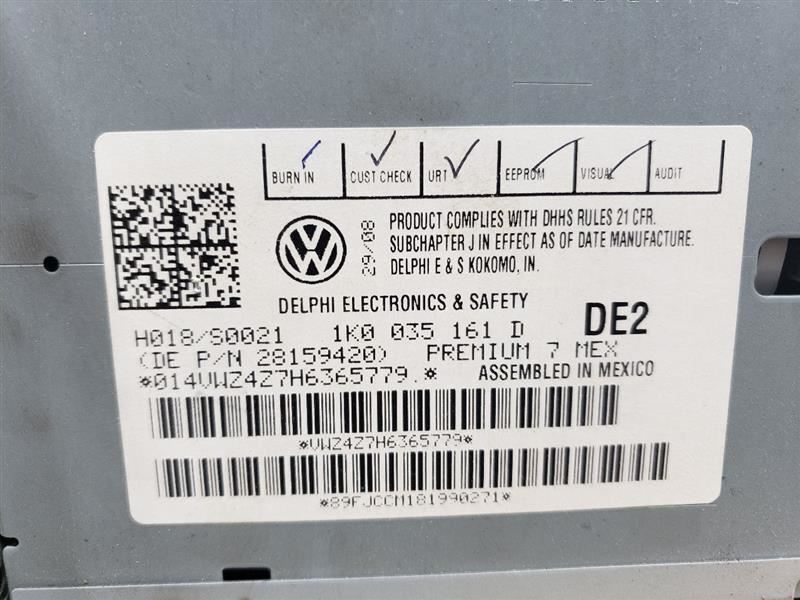 BURN IN CUST CHECK URT EEPROM VISUAL AUDIT
VW
29/08
PRODUCT COMPLIES WITH DHHS RULES 21 CFR.
SUBCHAPTER J IN EFFECT AS OF DATE MANUFACTURE.
DELPHI E & S KOKOMO, IN.
DELPHI ELECTRONICS & SAFETY
H018/S0021 1K0 035 161 D DE2
(DE P/N 28159420) PREMIUM 7 MEX
*014VWZ4Z7H6365779.* ASSEMBLED IN MEXICO
*VWZ4Z7H6365779*
*89FJCCM181990271*